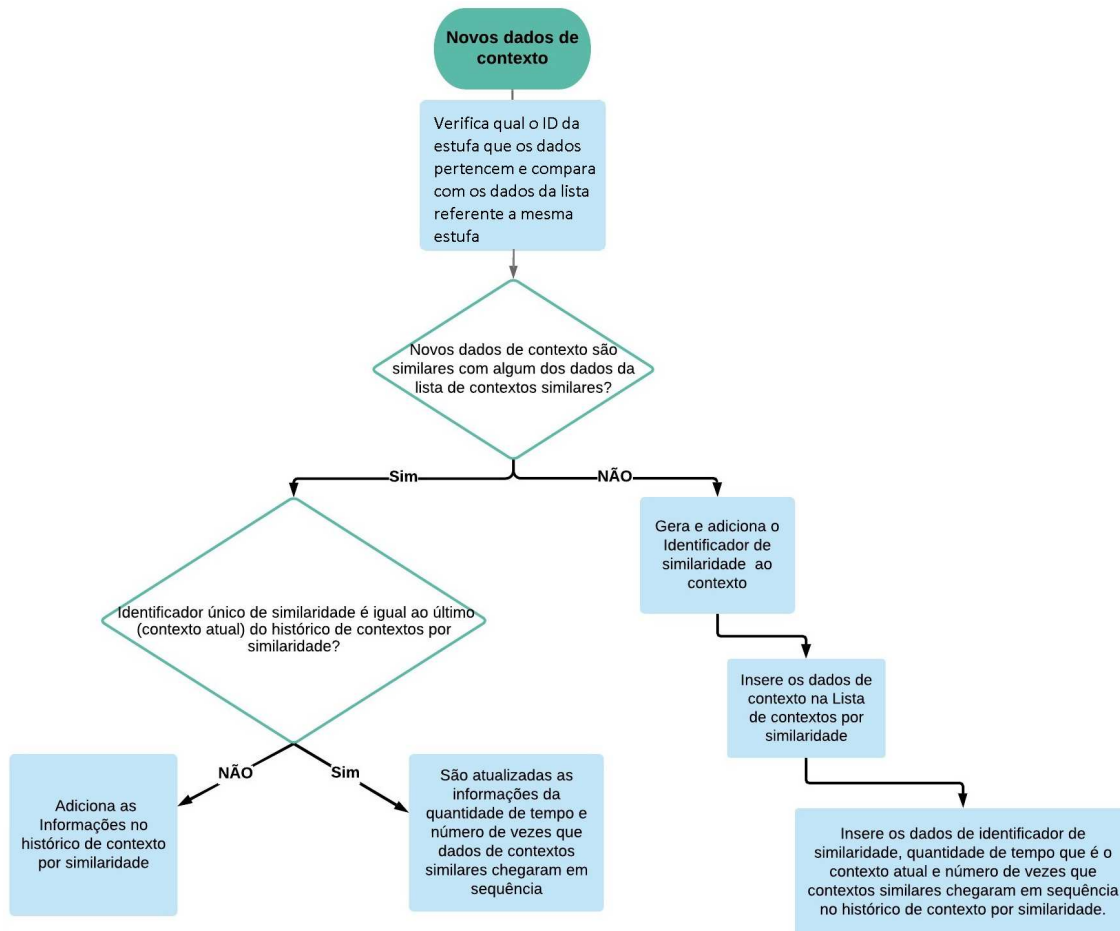 Novos dados de
contexto
Verifica qual o ID da
estufa que os dados
pertencem e compara
com os dados da lista
referente a mesma
estufa
Novos dados de contexto são
similares com algum dos dados da
lista de contextos similares?
Sim
NÃO
Identificador único de similaridade é igual ao último
(contexto atual) do histórico de contextos por
similaridade?
Gera e adiciona o
Identificador de
similaridade ao
contexto
Insere os dados de
contexto na Lista
de contextos por
similaridade
NÃO
Sim
Adiciona as
Informações no
histórico de contexto
por similaridade
São atualizadas as
informações da
quantidade de tempo e
número de vezes que
dados de contextos
similares chegaram em
sequência
Insere os dados de identificador de
similaridade, quantidade de tempo que é o
contexto atual e número de vezes que
contextos similares chegaram em sequência
no histórico de contexto por similaridade.